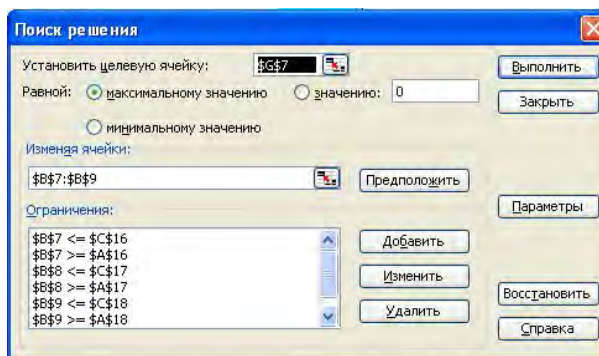 Поиск решения
Установить целевую ячейку: $G$7 Выполнить
Равной: максимальному значению значению: 0 Закрыть
минимальному значению
Изменяя ячейки:
$B$7:$B$9 Предположить
Ограничения: Параметры
$B$7 <= $C$16 Добавить
$B$7 >= $A$16
$B$8 <= $C$17 Изменить
$B$8 >= $A$17
$B$9 <= $C$18 Удалить Восстановить
$B$9 >= $A$18 Справка